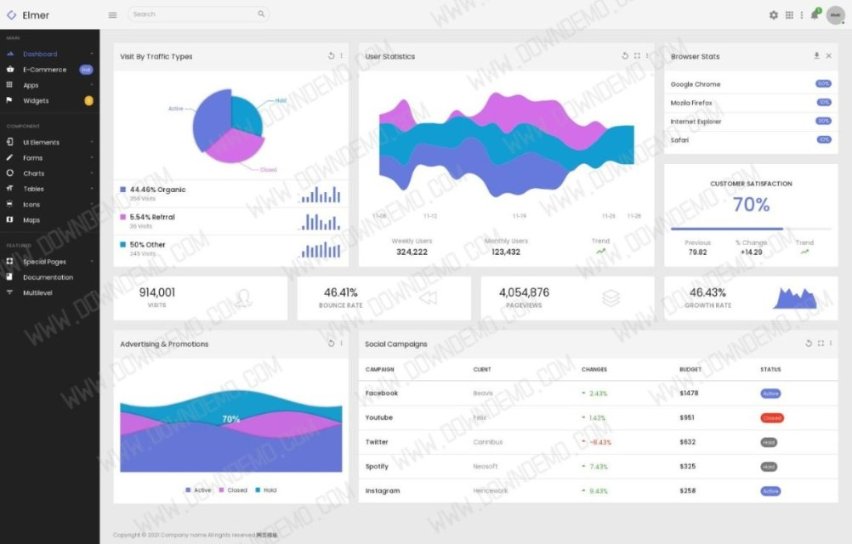 Elmer
Search
MAIN
Dashboard
E-Commerce
Apps
Widgets
COMPONENT
UI Elements
Forms
Charts
Tables
Icons
Maps
FEATURED
Special Pages
Documentation
Multilevel
Visit By Traffic Types
Active
Hold
Closed
44.46% Organic
356 Visits
5.54% Refrral
36 Visits
50% Other
245 Visits
User Statistics
11-08 11-12 11-19 11-25 11-28
Weekly Users Monthly Users Trend
324,222 123,432
Browser Stats
Google Chrome
Mozila Firefox
Internet Explorer
Safari
CUSTOMER SATISFACTION
70%
Previous % Change Trend
79.82 +14.29
914,001
VISITS
46.41%
BOUNCE RATE
4,054,876
PAGEVIEWS
46.43%
GROWTH RATE
Advertising & Promotions
70%
Active Closed Hold
Social Campaigns
CAMPAIGN CLIENT CHANGES BUDGET STATUS
Facebook Beavis 2.43% $1478 Active
Youtube Felix 1.43% $951 Closed
Twitter Cannibus -8.43% $632 Hold
Spotify Neosoft 7.43% $325 Hold
Instagram Hencework 9.43% $258 Active
Copyright © 2021 Company name All rights reserved.网页模板
WWW.DOWNDEMO.COM